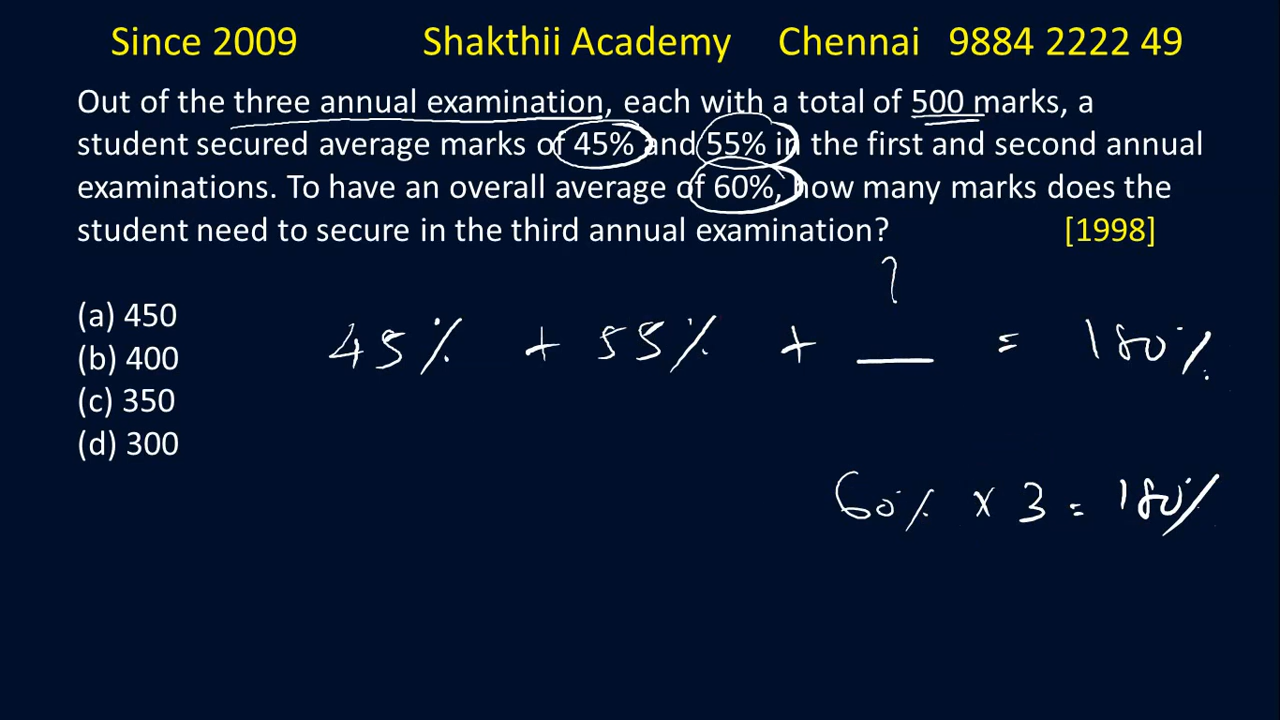 Since 2009 Shakthii Academy Chennai 9884 2222 49
Out of the three annual examination, each with a total of 500 marks, a
student secured average marks of 45% and 55% in the first and second annual
examinations. To have an overall average of 60%, how many marks does the
student need to secure in the third annual examination? [1998]
?
(a) 450
45% + 55% + __ = 180%
(b) 400
(c) 350
(d) 300
60% x 3 = 180%